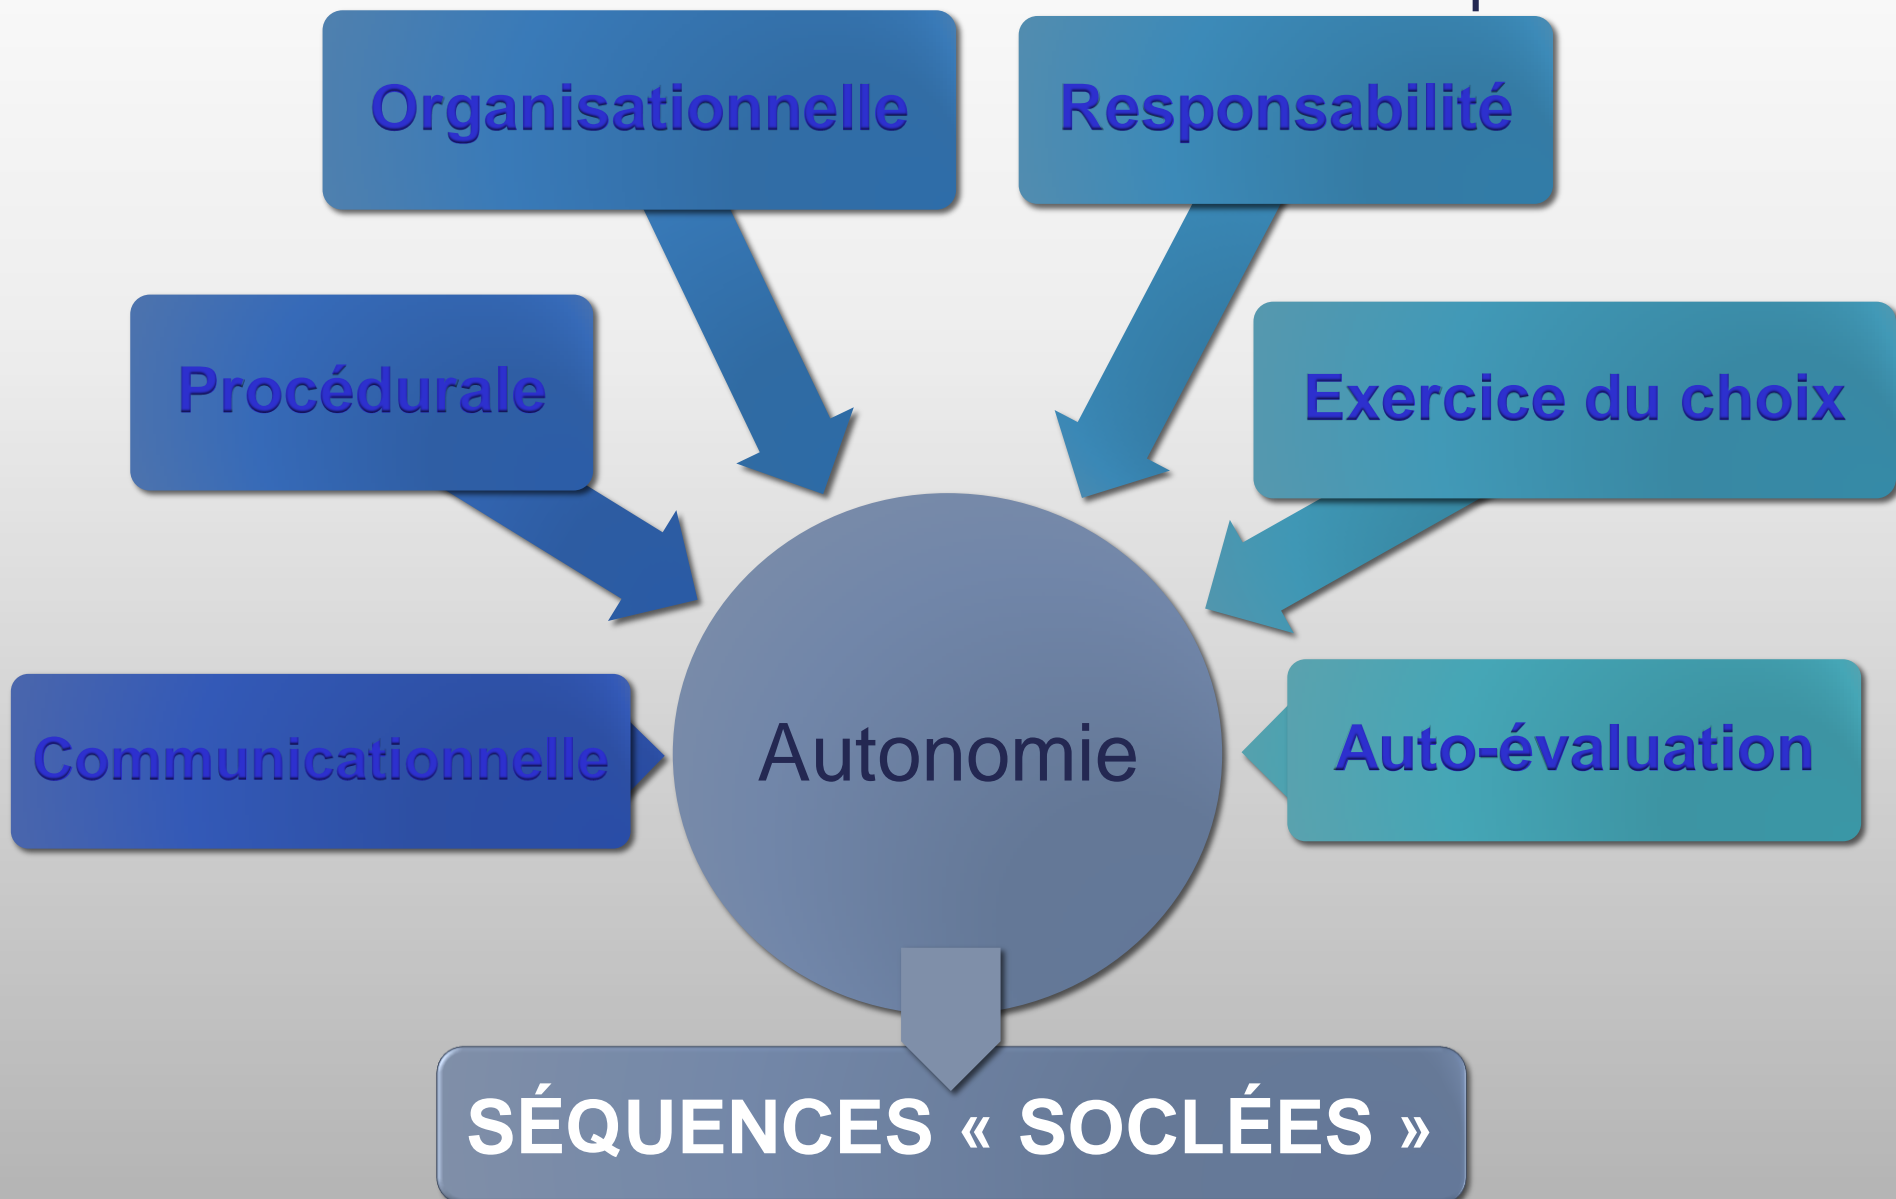 Organisationnelle
Responsabilité
Procédurale
Exercice du choix
Communicationnelle
Autonomie
Auto-évaluation
SÉQUENCES « SOCLÉES »